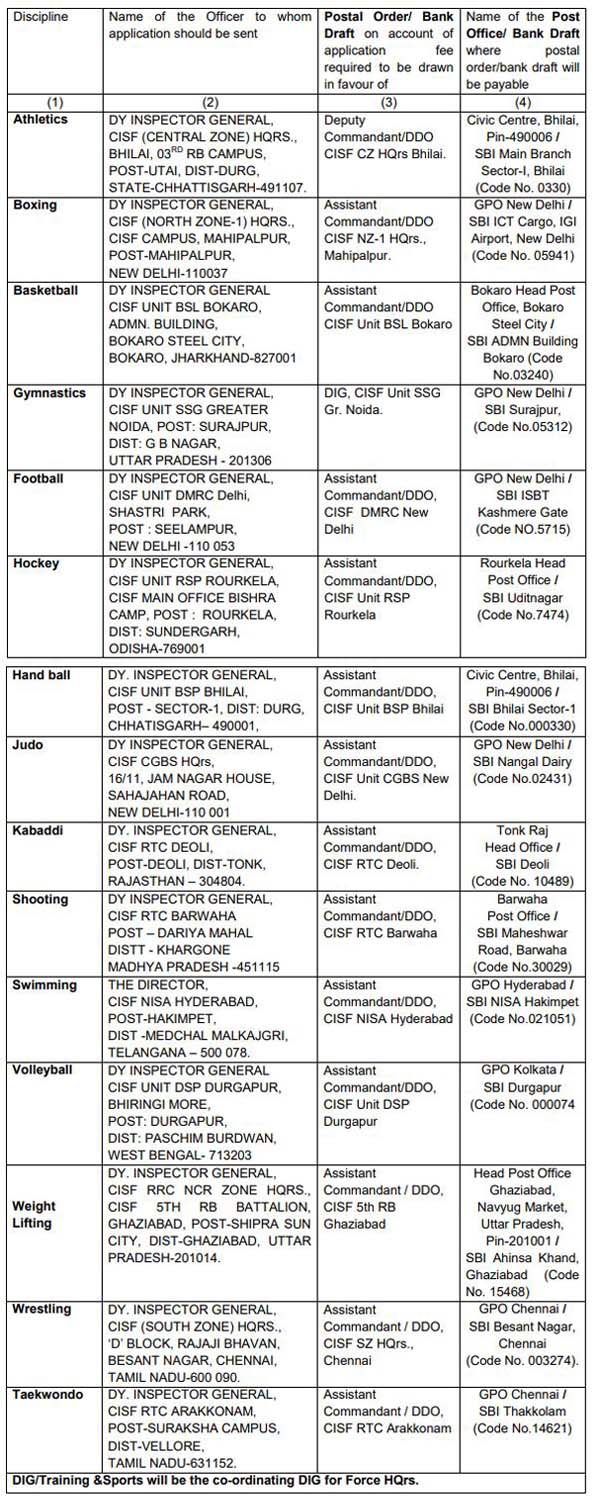 Discipline
Name of the Officer to whom
application should be sent
Postal Order/ Bank
Draft on account of
application fee
required to be drawn
in favour of
Name of the Post
Office/ Bank Draft
where postal
order/bank draft will
be payable
(1)
(2)
(3)
(4)
Athletics
DY INSPECTOR GENERAL,
CISF (CENTRAL ZONE) HQRS.,
BHILAI, 03RD RB CAMPUS,
POST-UTAI, DIST-DURG,
STATE-CHHATTISGARH-491107.
Deputy
Commandant/DDO
CISF CZ HQrs Bhilai.
Civic Centre, Bhilai,
Pin-490006 /
SBI Main Branch
Sector-I, Bhilai
(Code No. 0330)
Boxing
DY INSPECTOR GENERAL,
CISF (NORTH ZONE-1) HQRS.,
CISF CAMPUS, MAHIPALPUR,
POST-MAHIPALPUR,
NEW DELHI-110037
Assistant
Commandant/DDO
CISF NZ-1 HQrs.,
Mahipalpur.
GPO New Delhi /
SBI ICT Cargo, IGI
Airport, New Delhi
(Code No. 05941)
Basketball
DY INSPECTOR GENERAL
CISF UNIT BSL BOKARO,
ADMN. BUILDING,
BOKARO STEEL CITY,
BOKARO, JHARKHAND-827001
Assistant
Commandant/DDO
CISF Unit BSL Bokaro
Bokaro Head Post
Office, Bokaro
Steel City /
SBI ADMN Building
Bokaro (Code
No.03240)
Gymnastics
DY INSPECTOR GENERAL,
CISF UNIT SSG GREATER
NOIDA, POST: SURAJPUR,
DIST: G B NAGAR,
UTTAR PRADESH - 201306
DIG, CISF Unit SSG
Gr. Noida.
GPO New Delhi /
SBI Surajpur,
(Code No.05312)
Football
DY INSPECTOR GENERAL,
CISF UNIT DMRC Delhi,
SHASTRI PARK,
POST : SEELAMPUR,
NEW DELHI -110 053
Assistant
Commandant/DDO,
CISF DMRC New
Delhi
GPO New Delhi /
SBI ISBT
Kashmere Gate
(Code NO.5715)
Hockey
DY INSPECTOR GENERAL,
CISF UNIT RSP ROURKELA,
CISF MAIN OFFICE BISHRA
CAMP, POST : ROURKELA,
DIST: SUNDERGARH,
ODISHA-769001
Assistant
Commandant/DDO,
CISF Unit RSP
Rourkela
Rourkela Head
Post Office /
SBI Uditnagar
(Code No.7474)
Hand ball
DY. INSPECTOR GENERAL,
CISF UNIT BSP BHILAI,
POST - SECTOR-1, DIST: DURG,
CHHATISGARH– 490001,
Assistant
Commandant/DDO,
CISF Unit BSP Bhilai
Civic Centre, Bhilai,
Pin-490006 /
SBI Bhilai Sector-1
(Code No.000330)
Judo
DY INSPECTOR GENERAL,
CISF CGBS HQrs,
16/11, JAM NAGAR HOUSE,
SAHAJAHAN ROAD,
NEW DELHI-110 001
Assistant
Commandant/DDO,
CISF Unit CGBS New
Delhi.
GPO New Delhi /
SBI Nangal Dairy
(Code No.02431)
Kabaddi
DY. INSPECTOR GENERAL,
CISF RTC DEOLI,
POST-DEOLI, DIST-TONK,
RAJASTHAN – 304804.
Assistant
Commandant/DDO,
CISF RTC Deoli.
Tonk Raj
Head Office /
SBI Deoli
(Code No. 10489)
Shooting
DY INSPECTOR GENERAL,
CISF RTC BARWAHA
POST – DARIYA MAHAL
DISTT - KHARGONE
MADHYA PRADESH -451115
Assistant
Commandant/DDO,
CISF RTC Barwaha
Barwaha
Post Office /
SBI Maheshwar
Road, Barwaha
(Code No.30029)
Swimming
THE DIRECTOR,
CISF NISA HYDERABAD,
POST-HAKIMPET,
DIST -MEDCHAL MALKAJGRI,
TELANGANA – 500 078.
Assistant
Commandant/DDO,
CISF NISA Hyderabad
GPO Hyderabad /
SBI NISA Hakimpet
(Code No.021051)
Volleyball
DY INSPECTOR GENERAL
CISF UNIT DSP DURGAPUR,
BHIRINGI MORE,
POST: DURGAPUR,
DIST: PASCHIM BURDWAN,
WEST BENGAL- 713203
Assistant
Commandant/DDO,
CISF Unit DSP
Durgapur
GPO Kolkata /
SBI Durgapur
(Code No. 000074
Weight
Lifting
DY. INSPECTOR GENERAL,
CISF RRC NCR ZONE HQRS.,
CISF 5TH RB BATTALION,
GHAZIABAD, POST-SHIPRA SUN
CITY, DIST-GHAZIABAD, UTTAR
PRADESH-201014.
Assistant
Commandant / DDO,
CISF 5th RB
Ghaziabad
Head Post Office
Ghaziabad,
Navyug Market,
Uttar Pradesh,
Pin-201001 /
SBI Ahinsa Khand,
Ghaziabad (Code
No. 15468)
Wrestling
DY. INSPECTOR GENERAL,
CISF (SOUTH ZONE) HQRS.,
‘D’ BLOCK, RAJAJI BHAVAN,
BESANT NAGAR, CHENNAI,
TAMIL NADU-600 090.
Assistant
Commandant / DDO,
CISF SZ HQrs.,
Chennai
GPO Chennai /
SBI Besant Nagar,
Chennai
(Code No. 003274).
Taekwondo
DY. INSPECTOR GENERAL,
CISF RTC ARAKKONAM,
POST-SURAKSHA CAMPUS,
DIST-VELLORE,
TAMIL NADU-631152.
Assistant
Commandant / DDO,
CISF RTC Arakkonam
GPO Chennai /
SBI Thakkolam
(Code No.14621)
DIG/Training &Sports will be the co-ordinating DIG for Force HQrs.